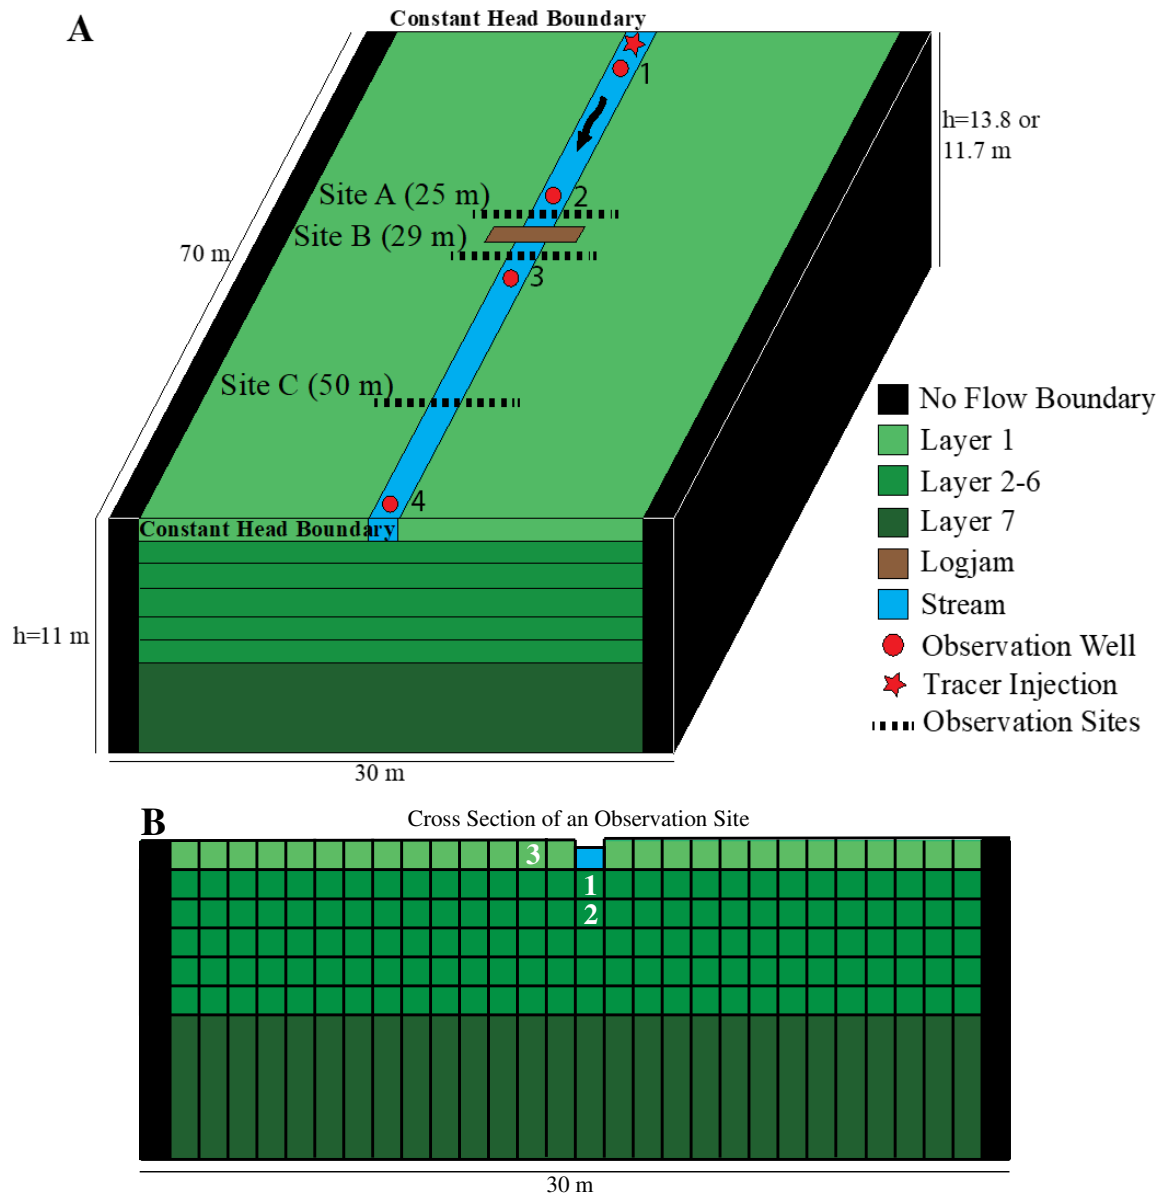 A
Constant Head Boundary
1
h=13.8 or
11.7 m
Site A (25 m)
2
Site B (29 m)
70 m
3
Site C (50 m)
No Flow Boundary
Layer 1
Layer 2-6
4
Layer 7
Constant Head Boundary
Logjam
Stream
h=11 m
Observation Well
Tracer Injection
Observation Sites
30 m
B
Cross Section of an Observation Site
3
1
2
30 m